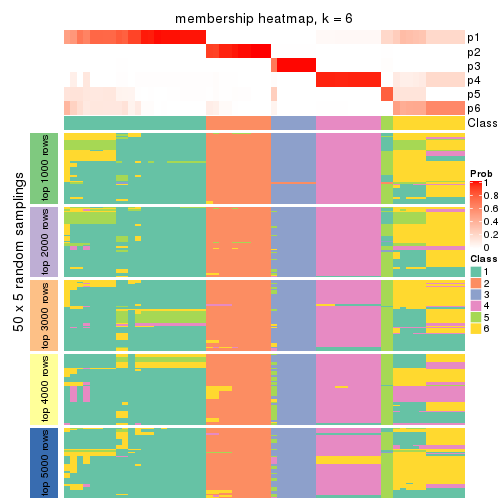 membership heatmap, k = 6
p1
p2
p3
p4
p5
p6
Class
50 x 5 random samplings
top 1000 rows
top 2000 rows
top 3000 rows
top 4000 rows
top 5000 rows
Prob
1
0.8
0.6
0.4
0.2
0
Class
1
2
3
4
5
6